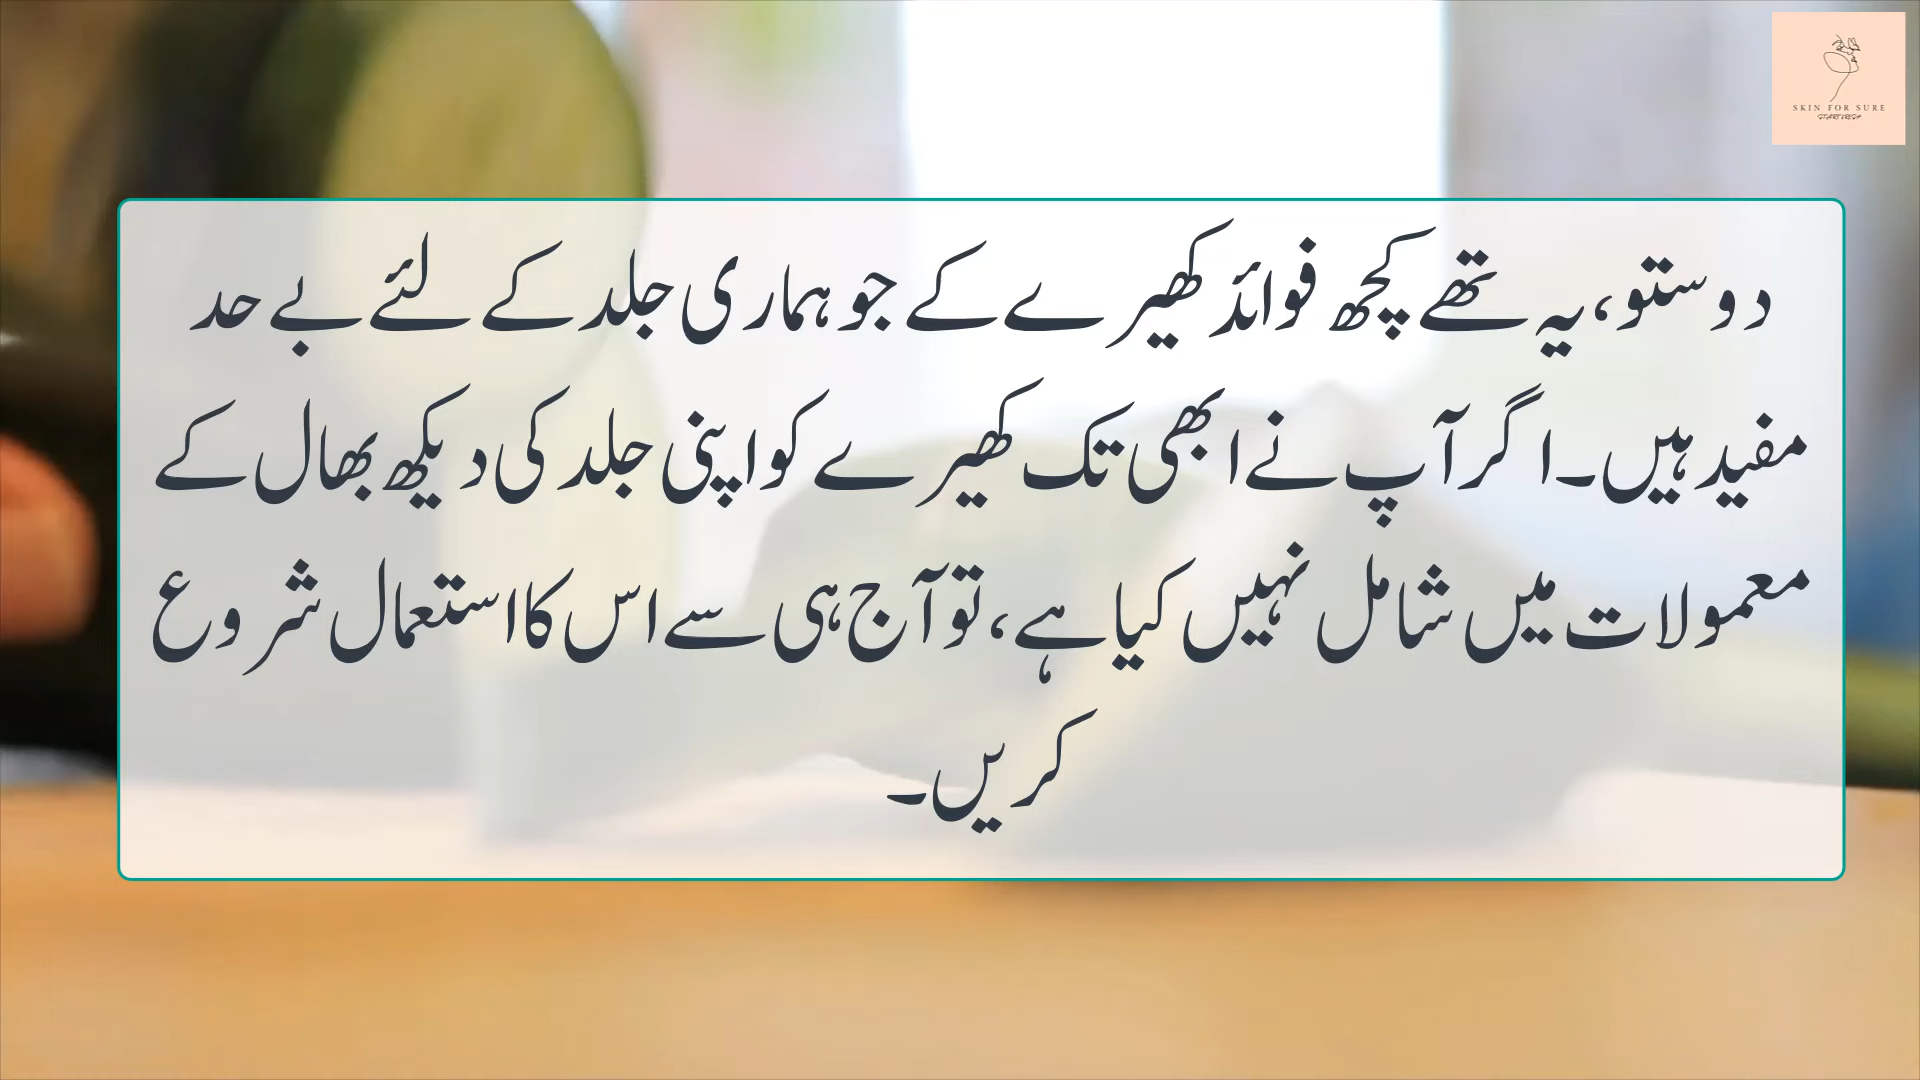 SKIN FOR SURE
دوستو، یہ تھے کچھ فوائد کھیرے کے جو ہماری جلد کے لئے بے حد
مفید ہیں۔ اگر آپ نے ابھی تک کھیرے کو اپنی جلد کی دیکھ بھال کے
معمولات میں شامل نہیں کیا ہے، تو آج ہی سے اس کا استعمال شروع
کریں۔